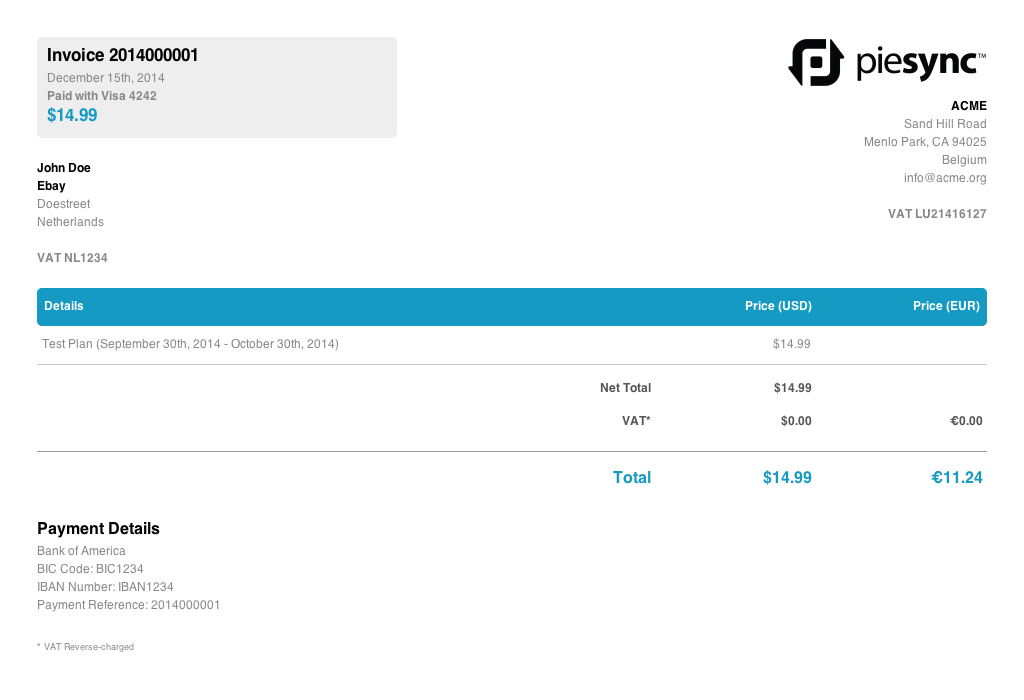 Invoice 2014000001
December 15th, 2014
Paid with Visa 4242
$14.99
piesync™
ACME
Sand Hill Road
Menlo Park, CA 94025
Belgium
info@acme.org
VAT LU21416127
John Doe
Ebay
Doestreet
Netherlands
VAT NL1234
Details Price (USD) Price (EUR)
Test Plan (September 30th, 2014 - October 30th, 2014) $14.99
Net Total $14.99
VAT* $0.00 €0.00
Total $14.99 €11.24
Payment Details
Bank of America
BIC Code: BIC1234
IBAN Number: IBAN1234
Payment Reference: 2014000001
* VAT Reverse-charged